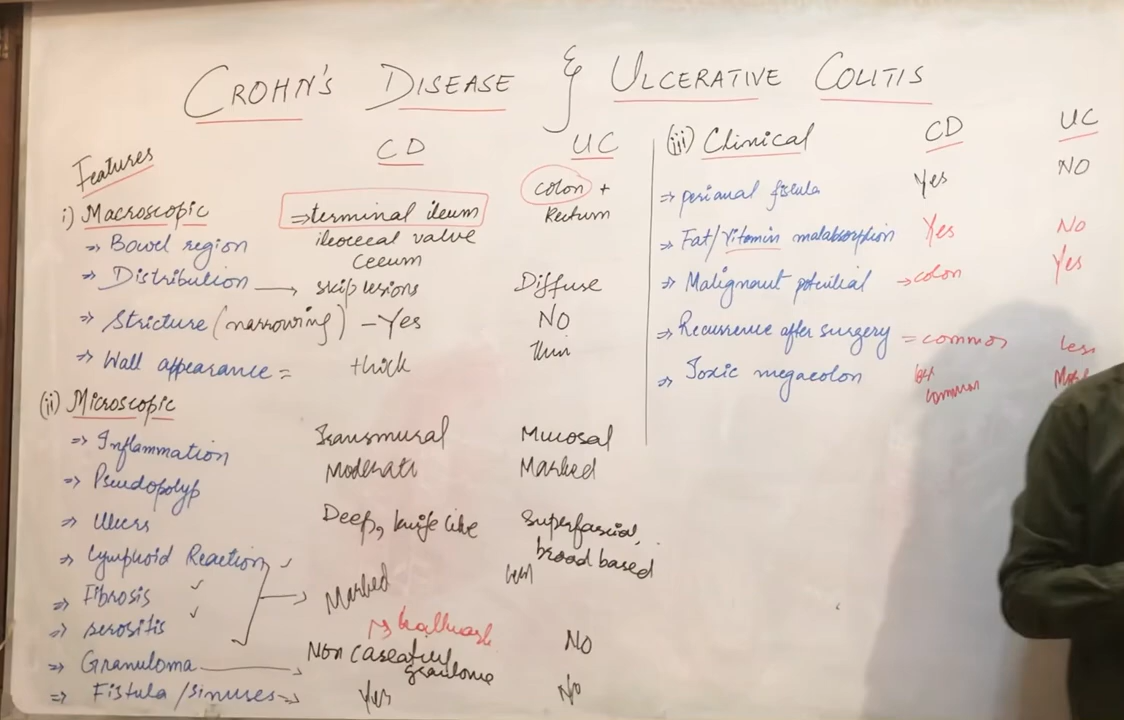 CROHN'S DISEASE & ULCERATIVE COLITIS
Features CD UC
i) Macroscopic ⇒ terminal ileum colon + Rectum
⇒ Bowel region ileocecal valve
ceeum
⇒ Distribution → skip lesions Diffuse
⇒ Stricture (narrowing) - Yes NO
⇒ Wall appearance = thick Thin
(ii) Microscopic
⇒ Inflammation Transmural Mucosal
⇒ Pseudopolyp Moderate Marked
⇒ Ulcers Deep, knife like Superfascial, broad based
⇒ Lymphoid Reaction ✓
⇒ Fibrosis ✓ → Marked Less
⇒ serositis ✓
⇒ Granuloma → Non caseating NO
⇒ Fistula / sinuses → Yes No
(iii) Clinical CD UC
⇒ perianal fistula Yes NO
⇒ Fat/Vitamin malabsorption Yes No
⇒ Malignant potential → colon Yes
⇒ Recurrence after surgery = common Less
⇒ Toxic megacolon less common